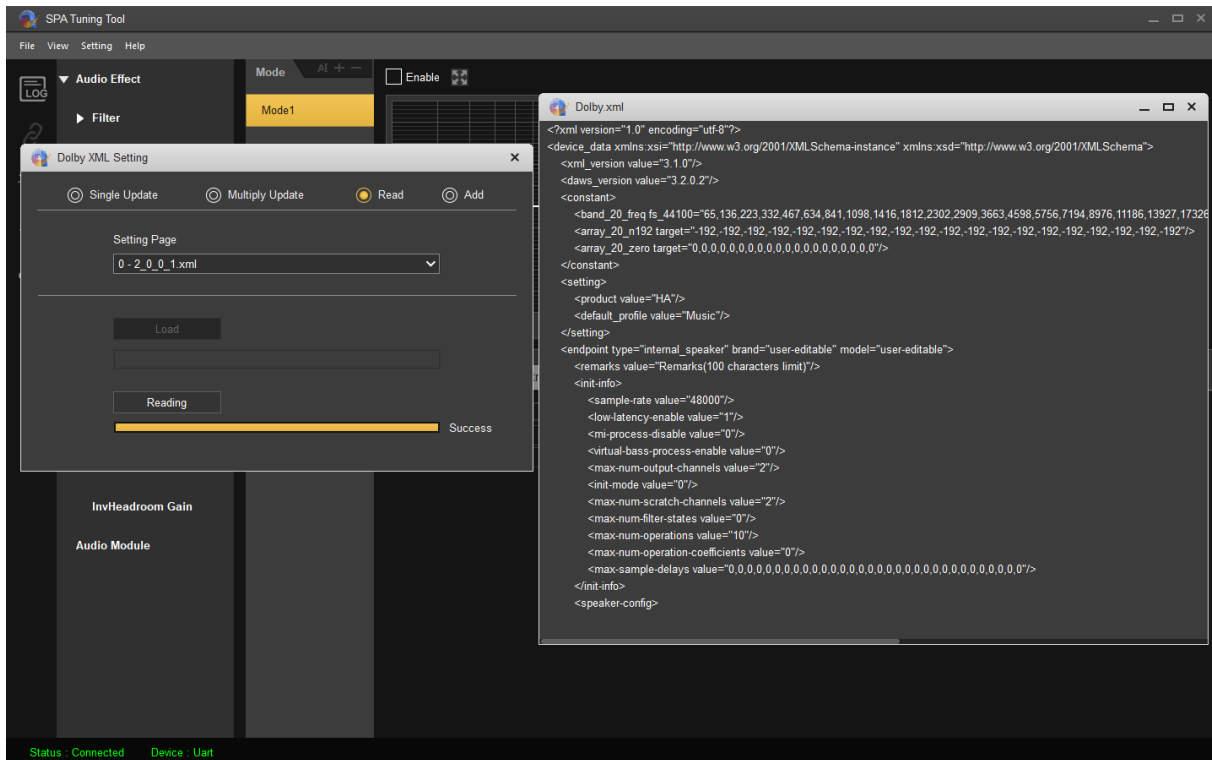 SPA Tuning Tool
File View Setting Help
LOG
Audio Effect
Filter
Mode AI + −
Mode1
Enable
Dolby XML Setting
Single Update Multiply Update Read Add
Setting Page
0 - 2_0_0_1.xml
Load
Reading
Success
InvHeadroom Gain
Audio Module
Dolby.xml
<?xml version="1.0" encoding="utf-8"?>
<device_data xmlns:xsi="http://www.w3.org/2001/XMLSchema-instance" xmlns:xsd="http://www.w3.org/2001/XMLSchema">
<xml_version value="3.1.0"/>
<daws_version value="3.2.0.2"/>
<constant>
<band_20_freq fs_44100="65,136,223,332,467,634,841,1098,1416,1812,2302,2909,3663,4598,5756,7194,8976,11186,13927,17326
<array_20_n192 target="-192,-192,-192,-192,-192,-192,-192,-192,-192,-192,-192,-192,-192,-192,-192,-192,-192,-192,-192,-192"/>
<array_20_zero target="0,0,0,0,0,0,0,0,0,0,0,0,0,0,0,0,0,0,0,0"/>
</constant>
<setting>
<product value="HA"/>
<default_profile value="Music"/>
</setting>
<endpoint type="internal_speaker" brand="user-editable" model="user-editable">
<remarks value="Remarks(100 characters limit)"/>
<init-info>
<sample-rate value="48000"/>
<low-latency-enable value="1"/>
<mi-process-disable value="0"/>
<virtual-bass-process-enable value="0"/>
<max-num-output-channels value="2"/>
<init-mode value="0"/>
<max-num-scratch-channels value="2"/>
<max-num-filter-states value="0"/>
<max-num-operations value="10"/>
<max-num-operation-coefficients value="0"/>
<max-sample-delays value="0,0,0,0,0,0,0,0,0,0,0,0,0,0,0,0,0,0,0,0,0,0,0,0,0,0,0,0,0,0,0,0"/>
</init-info>
<speaker-config>
Status : Connected Device : Uart